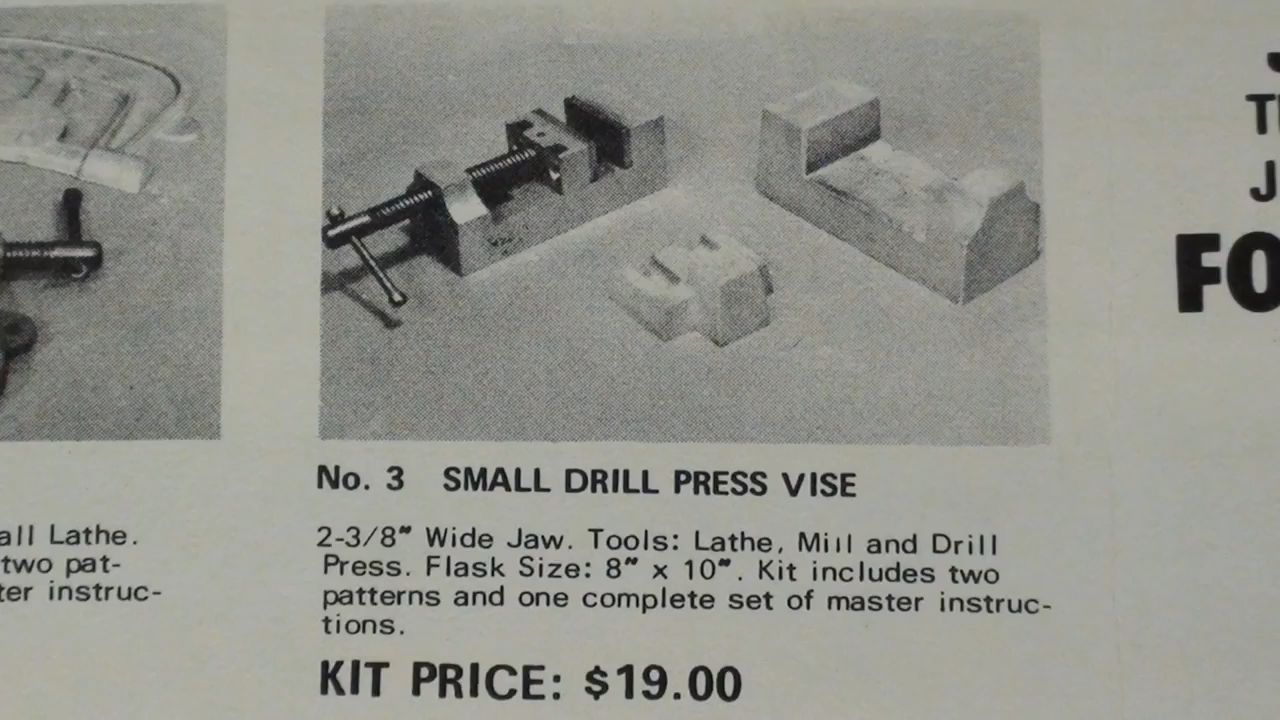 all Lathe.
two pat-
ter instruc-
No. 3 SMALL DRILL PRESS VISE
2-3/8" Wide Jaw. Tools: Lathe, Mill and Drill
Press. Flask Size: 8" x 10". Kit includes two
patterns and one complete set of master instruc-
tions.
KIT PRICE: $19.00
J
FO